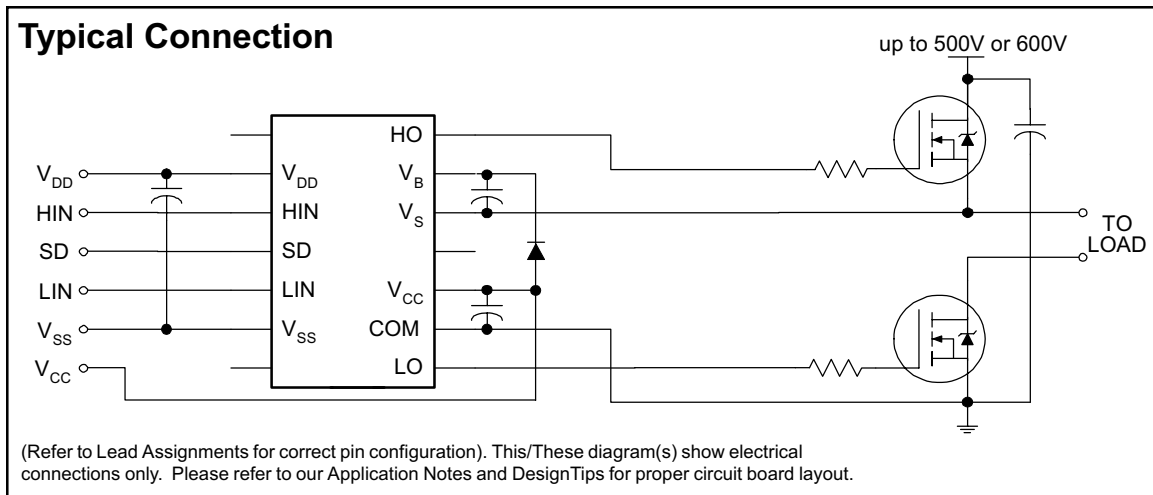 Typical Connection
up to 500V or 600V
HO
V_DD
V_DD
V_B
HIN
HIN
V_S
TO
LOAD
SD
SD
LIN
LIN
V_CC
V_SS
V_SS
COM
V_CC
LO
(Refer to Lead Assignments for correct pin configuration). This/These diagram(s) show electrical
connections only. Please refer to our Application Notes and DesignTips for proper circuit board layout.